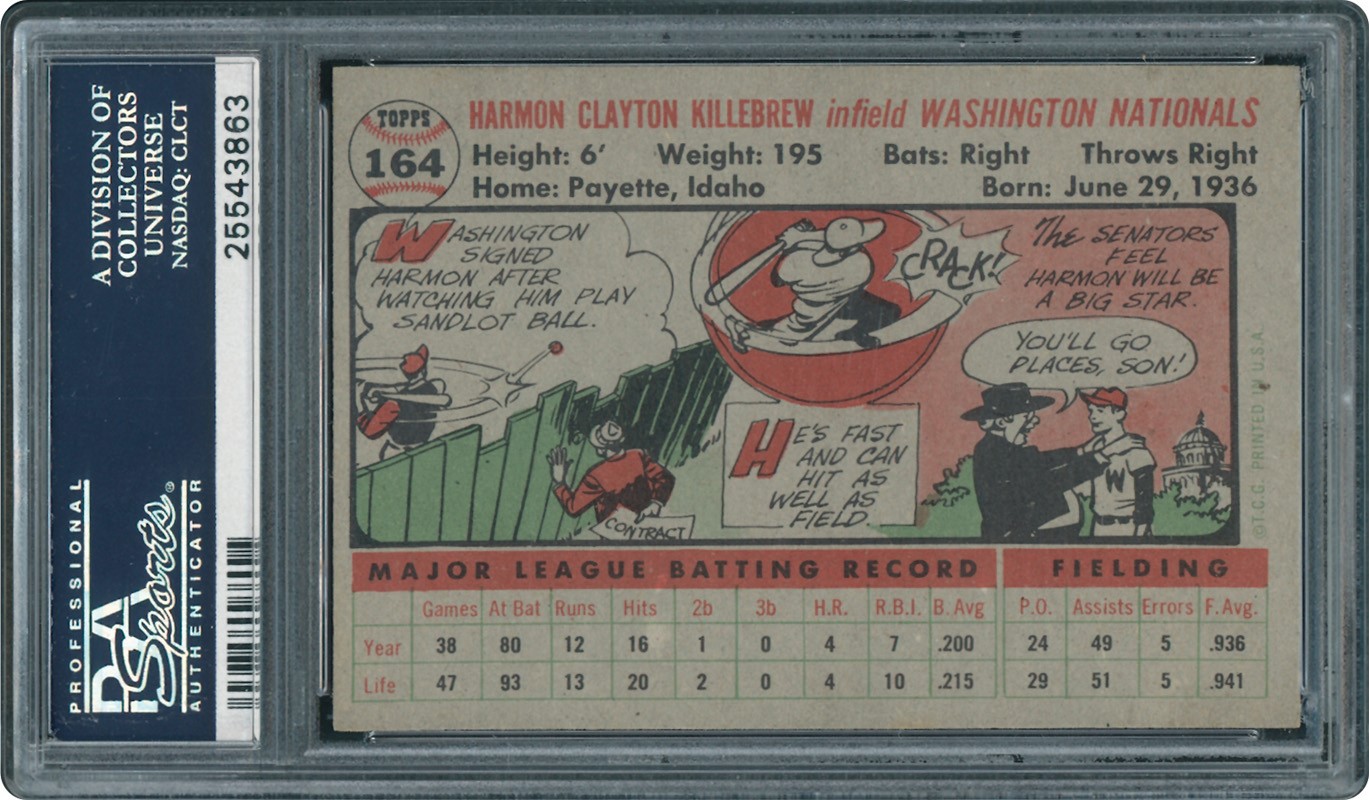 A DIVISION OF
COLLECTORS
UNIVERSE
NASDAQ: CLCT
25543863
PROFESSIONAL
PSA
Sports®
AUTHENTICATOR
TOPPS
164
HARMON CLAYTON KILLEBREW infield WASHINGTON NATIONALS
Height: 6' Weight: 195 Bats: Right Throws Right
Home: Payette, Idaho Born: June 29, 1936
WASHINGTON
SIGNED
HARMON AFTER
WATCHING HIM PLAY
SANDLOT BALL.
CONTRACT
CRACK!
HE'S FAST
AND CAN
HIT AS
WELL AS
FIELD.
THE SENATORS
FEEL
HARMON WILL BE
A BIG STAR.
YOU'LL GO
PLACES, SON!
W
©T.C.G. PRINTED IN U.S.A.
MAJOR LEAGUE BATTING RECORD FIELDING
Games At Bat Runs Hits 2b 3b H.R. R.B.I. B. Avg P.O. Assists Errors F. Avg.
Year 38 80 12 16 1 0 4 7 .200 24 49 5 .936
Life 47 93 13 20 2 0 4 10 .215 29 51 5 .941